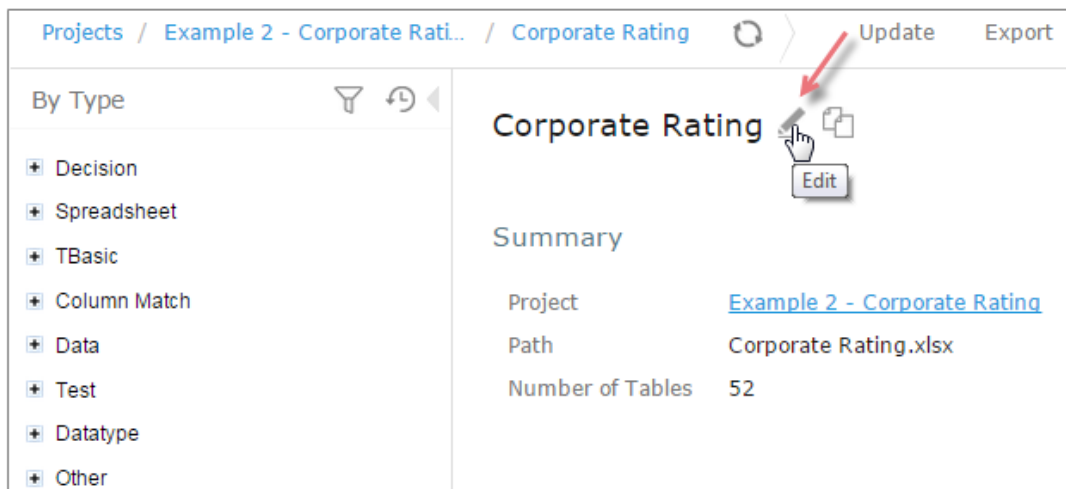 Projects / Example 2 - Corporate Rati... / Corporate Rating Update Export
By Type
Decision
Spreadsheet
TBasic
Column Match
Data
Test
Datatype
Other
Corporate Rating
Edit
Summary
Project Example 2 - Corporate Rating
Path Corporate Rating.xlsx
Number of Tables 52